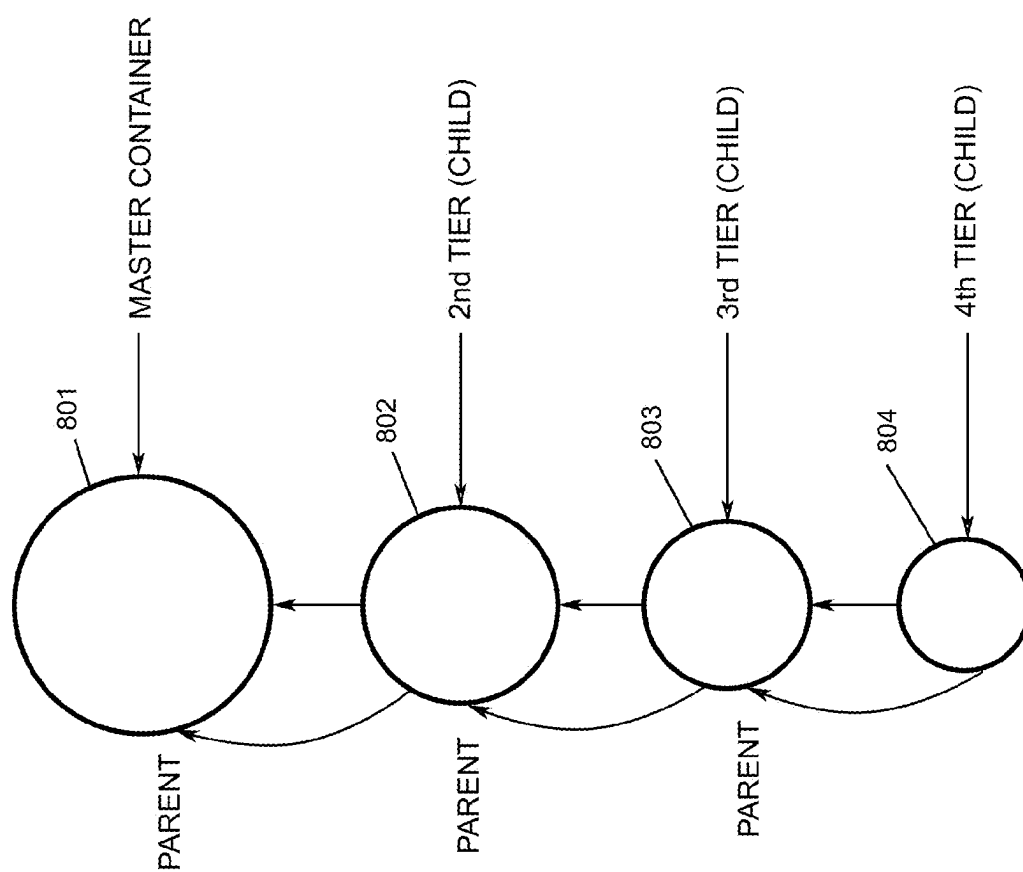 MASTER CONTAINER
801
PARENT
2nd TIER (CHILD)
802
PARENT
3rd TIER (CHILD)
803
PARENT
4th TIER (CHILD)
804